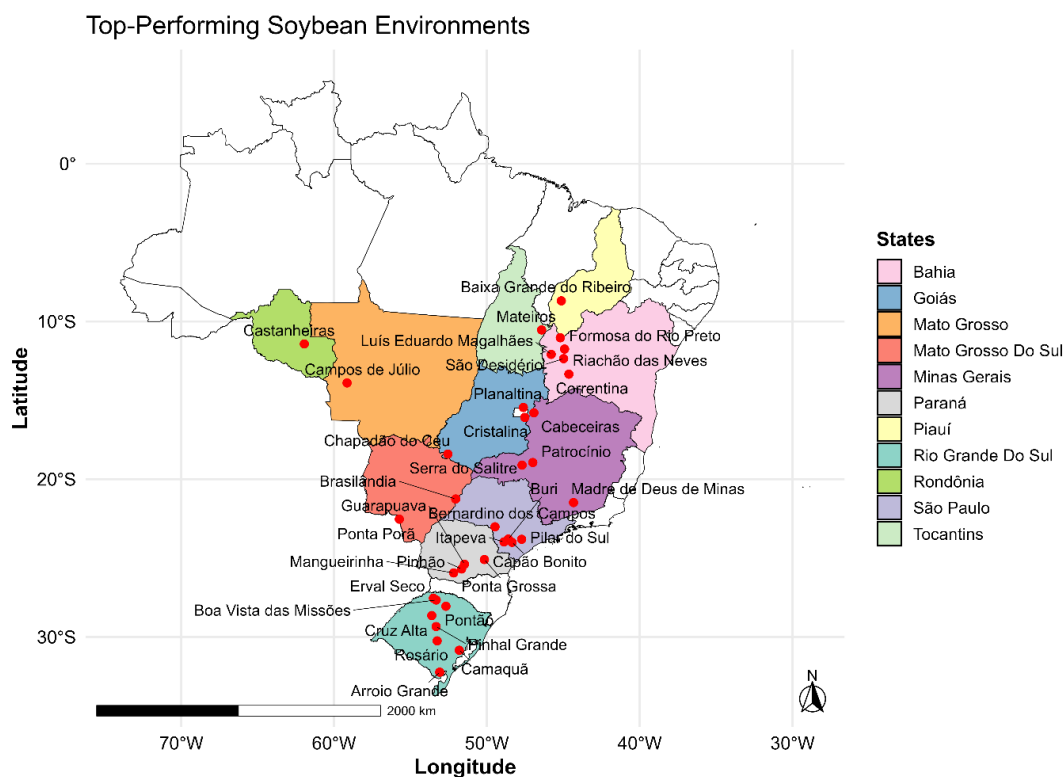 Top-Performing Soybean Environments
0°
10°S
20°S
30°S
Latitude
Baixa Grande do Ribeiro
Mateiros
Castanheiras
Luís Eduardo Magalhães
Formosa do Rio Preto
São Desidério
Riachão das Neves
Campos de Júlio
Planaltina
Correntina
Cristalina
Cabeceiras
Chapadão do Céu
Patrocínio
Serra do Salitre
Brasilândia
Buri
Madre de Deus de Minas
Guarapuava
Bernardino dos Campos
Ponta Porã
Itapeva
Pilar do Sul
Mangueirinha
Pinhão
Capão Bonito
Erval Seco
Ponta Grossa
Boa Vista das Missões
Pontão
Cruz Alta
Pinhal Grande
Rosário
Camaquã
Arroio Grande
2000 km
N
70°W
60°W
50°W
40°W
30°W
Longitude
States
Bahia
Goiás
Mato Grosso
Mato Grosso Do Sul
Minas Gerais
Paraná
Piauí
Rio Grande Do Sul
Rondônia
São Paulo
Tocantins